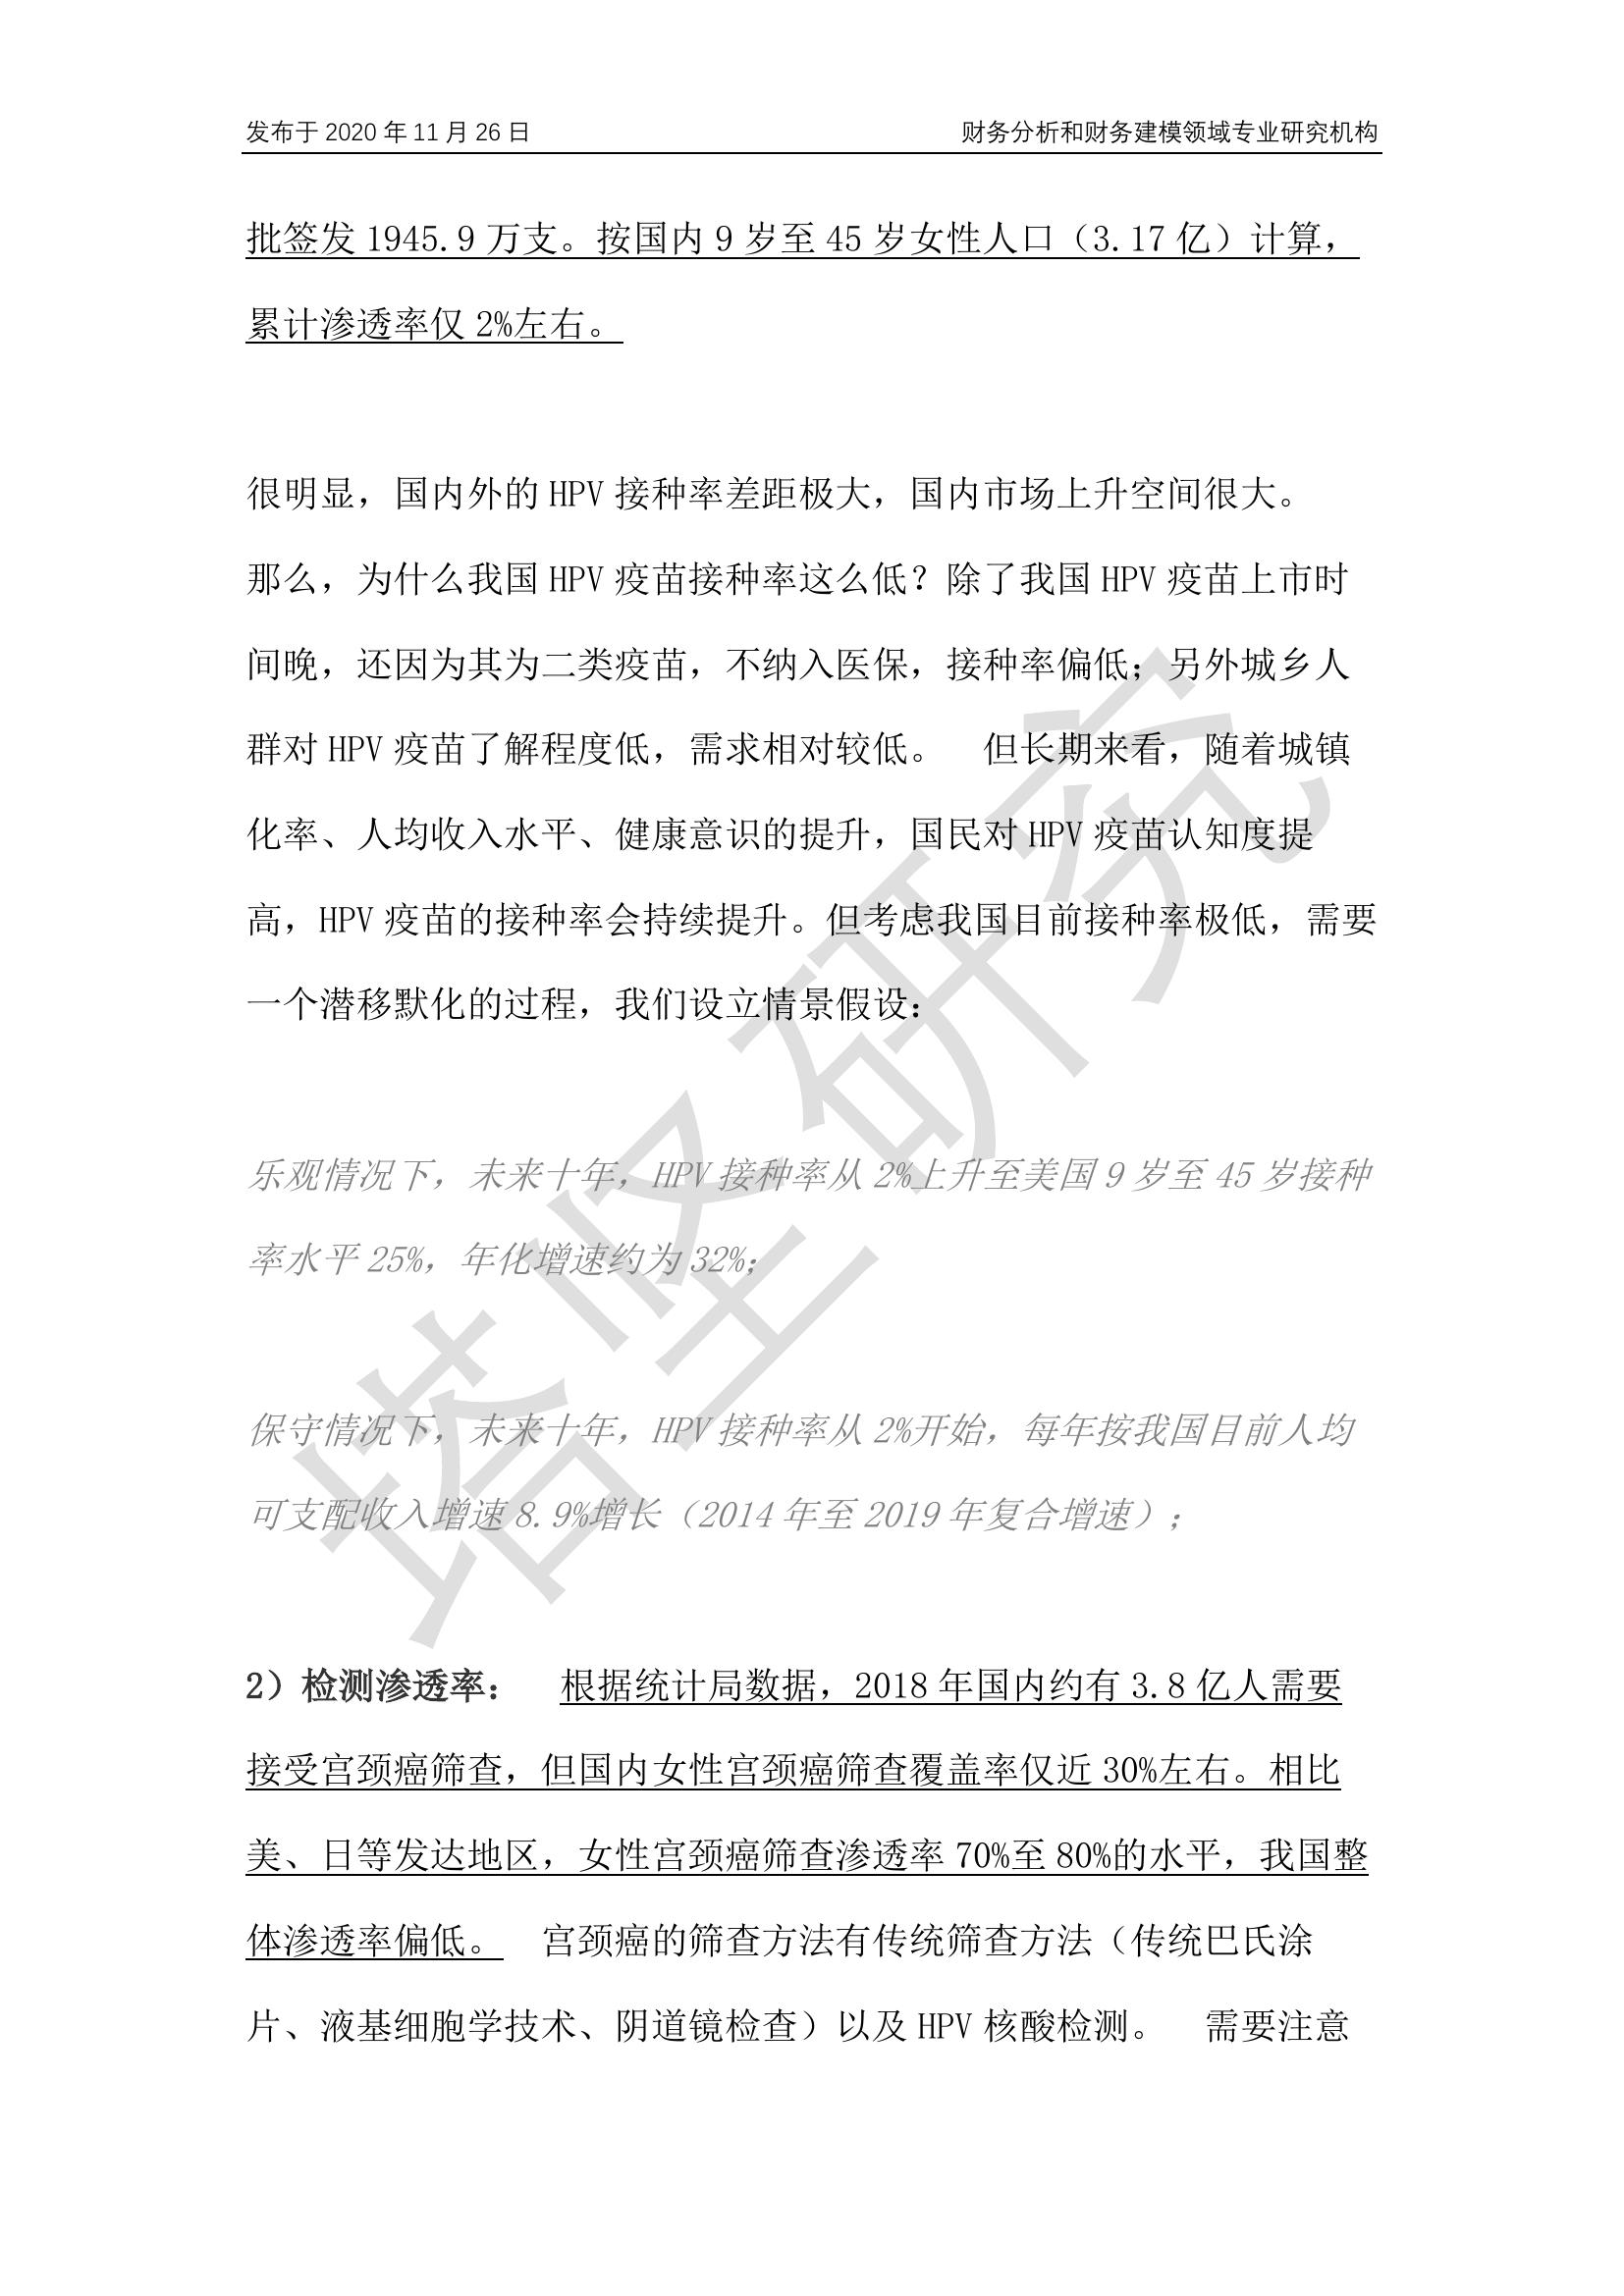 发布于 2020 年 11 月 26 日 财务分析和财务建模领域专业研究机构
批签发 1945.9 万支。按国内 9 岁至 45 岁女性人口（3.17 亿）计算，
累计渗透率仅 2%左右。
很明显，国内外的 HPV 接种率差距极大，国内市场上升空间很大。
那么，为什么我国 HPV 疫苗接种率这么低？除了我国 HPV 疫苗上市时
间晚，还因为其为二类疫苗，不纳入医保，接种率偏低；另外城乡人
群对 HPV 疫苗了解程度低，需求相对较低。 但长期来看，随着城镇
化率、人均收入水平、健康意识的提升，国民对 HPV 疫苗认知度提
高，HPV 疫苗的接种率会持续提升。但考虑我国目前接种率极低，需要
一个潜移默化的过程，我们设立情景假设：
乐观情况下，未来十年，HPV 接种率从 2%上升至美国 9 岁至 45 岁接种
率水平 25%，年化增速约为 32%；
保守情况下，未来十年，HPV 接种率从 2%开始，每年按我国目前人均
可支配收入增速 8.9%增长（2014 年至 2019 年复合增速）；
2）检测渗透率： 根据统计局数据，2018 年国内约有 3.8 亿人需要
接受宫颈癌筛查，但国内女性宫颈癌筛查覆盖率仅近 30%左右。相比
美、日等发达地区，女性宫颈癌筛查渗透率 70%至 80%的水平，我国整
体渗透率偏低。 宫颈癌的筛查方法有传统筛查方法（传统巴氏涂
片、液基细胞学技术、阴道镜检查）以及 HPV 核酸检测。 需要注意
塔坚研究